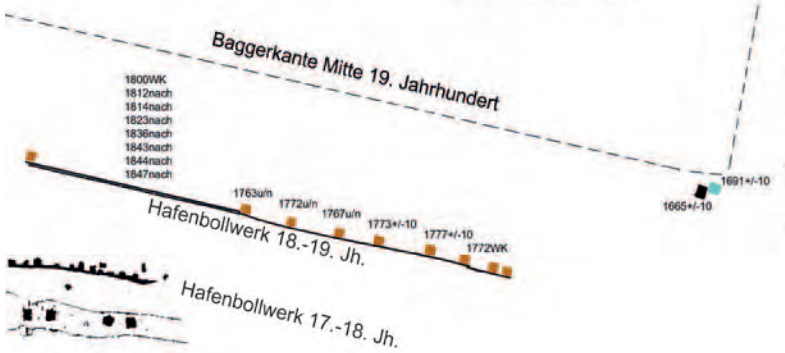 Baggerkante Mitte 19. Jahrhundert
1800WK
1812nach
1814nach
1823nach
1836nach
1843nach
1844nach
1847nach
1691+/-10
1665+/-10
1763u/n
1772u/n
1767u/n
1773+/-10
1777+/-10
1772WK
Hafenbollwerk 18.-19. Jh.
Hafenbollwerk 17.-18. Jh.